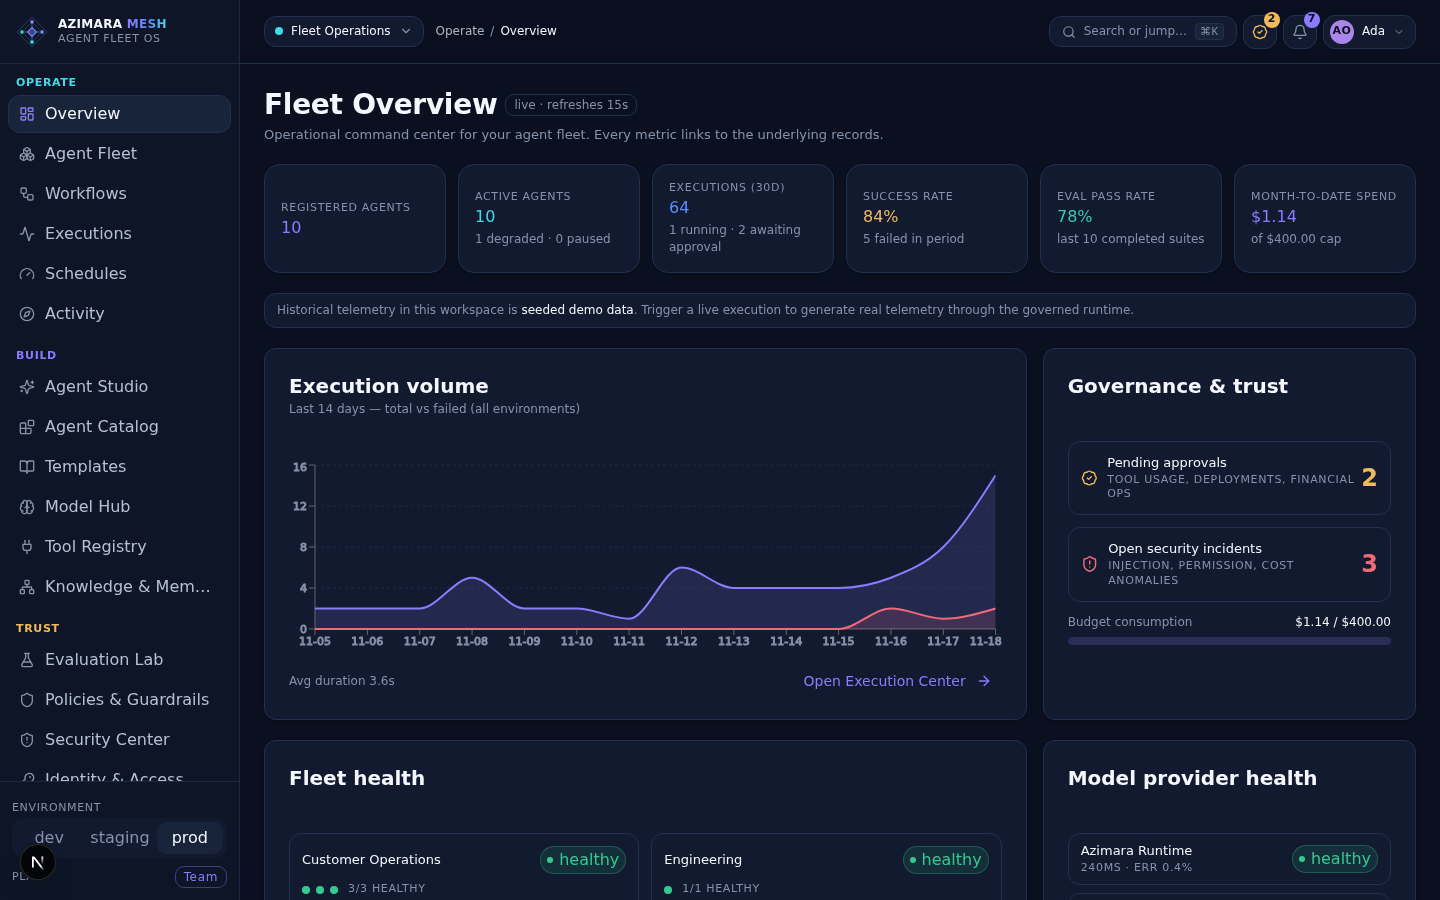 AZIMARA MESH
AGENT FLEET OS
OPERATE
Overview
Agent Fleet
Workflows
Executions
Schedules
Activity
BUILD
Agent Studio
Agent Catalog
Templates
Model Hub
Tool Registry
Knowledge & Mem...
TRUST
Evaluation Lab
Policies & Guardrails
Security Center
Identity & Access
ENVIRONMENT
dev staging prod
N
Team
Fleet Operations
Operate / Overview
Search or jump... ⌘K
2
7
AO Ada
Fleet Overview
live · refreshes 15s
Operational command center for your agent fleet. Every metric links to the underlying records.
REGISTERED AGENTS
10
ACTIVE AGENTS
10
1 degraded · 0 paused
EXECUTIONS (30D)
64
1 running · 2 awaiting
approval
SUCCESS RATE
84%
5 failed in period
EVAL PASS RATE
78%
last 10 completed suites
MONTH-TO-DATE SPEND
$1.14
of $400.00 cap
Historical telemetry in this workspace is seeded demo data. Trigger a live execution to generate real telemetry through the governed runtime.
Execution volume
Last 14 days — total vs failed (all environments)
16
12
8
4
0
11-05 11-06 11-07 11-08 11-09 11-10 11-11 11-12 11-13 11-14 11-15 11-16 11-17 11-18
Avg duration 3.6s
Open Execution Center
Governance & trust
Pending approvals
TOOL USAGE, DEPLOYMENTS, FINANCIAL
OPS
2
Open security incidents
INJECTION, PERMISSION, COST
ANOMALIES
3
Budget consumption $1.14 / $400.00
Fleet health
Customer Operations
healthy
3/3 HEALTHY
Engineering
healthy
1/1 HEALTHY
Model provider health
Azimara Runtime
240MS · ERR 0.4%
healthy